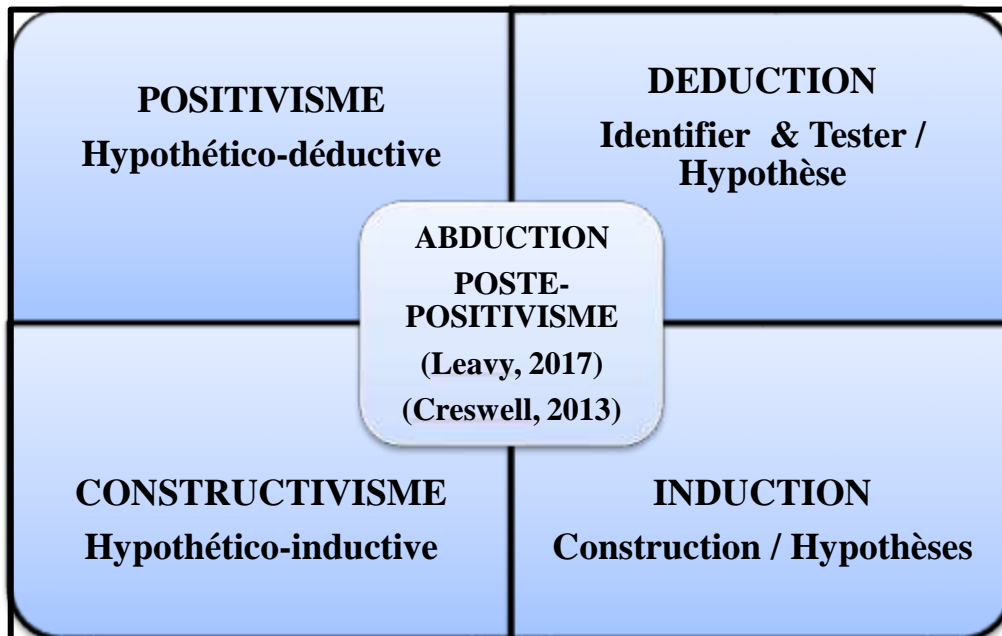 POSITIVISME
Hypothético-déductive
DEDUCTION
Identifier & Tester /
Hypothèse
ABDUCTION
POSTE-
POSITIVISME
(Leavy, 2017)
(Creswell, 2013)
CONSTRUCTIVISME
Hypothético-inductive
INDUCTION
Construction / Hypothèses